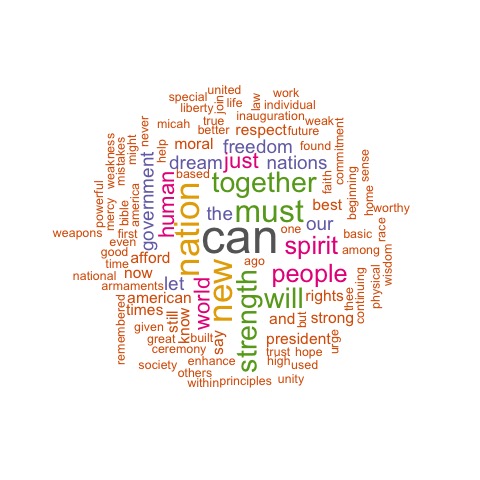 united
special
work
liberty
join
life
law
individual
never
micah
true
inauguration
better
respect
future
weak
weakness
mistakes
might
help
moral
freedom
found
commitment
powerful
mercy
bible
america
government
human
dream
just
nations
based
together
faith
beginning
home
sense
weapons
even
first
good
time
nation
the
must
our
best
race
worthy
can
one
spirit
basic
among
wisdom
national
now
afford
ago
people
armaments
let
world
new
strength
will
rights
thee
continuing
physical
american
times
still
know
say
and
but
strong
god
remembered
given
great
built
president
urge
ceremony
trust
hope
enhance
high
used
society
others
within
principles
unity